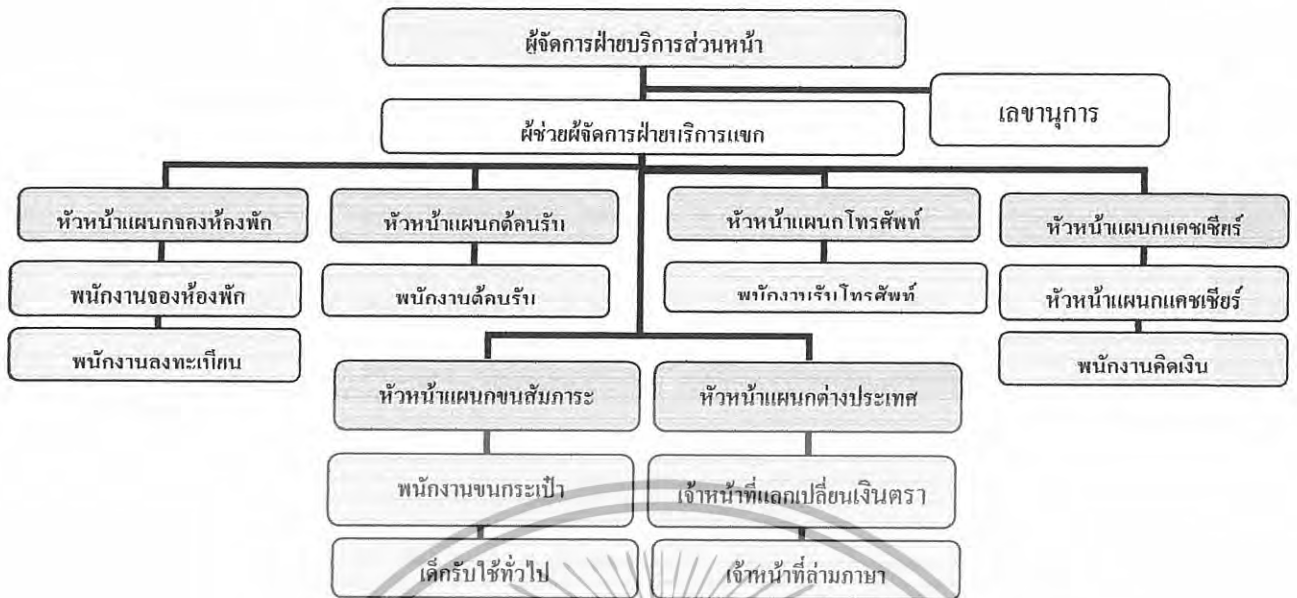 ผู้จัดการฝ่ายบริการส่วนหน้า
เลขานุการ
ผู้ช่วยผู้จัดการฝ่ายบริการแขก
หัวหน้าแผนกจองห้องพัก
หัวหน้าแผนกต้อนรับ
หัวหน้าแผนกโทรศัพท์
หัวหน้าแผนกแคชเชียร์
พนักงานจองห้องพัก
พนักงานต้อนรับ
พนักงานรับโทรศัพท์
หัวหน้าแผนกแคชเชียร์
พนักงานลงทะเบียน
พนักงานคิดเงิน
หัวหน้าแผนกขนสัมภาระ
หัวหน้าแผนกต่างประเทศ
พนักงานขนกระเป๋า
เจ้าหน้าที่แลกเปลี่ยนเงินตรา
เด็กรับใช้ทั่วไป
เจ้าหน้าที่ล่ามภาษา